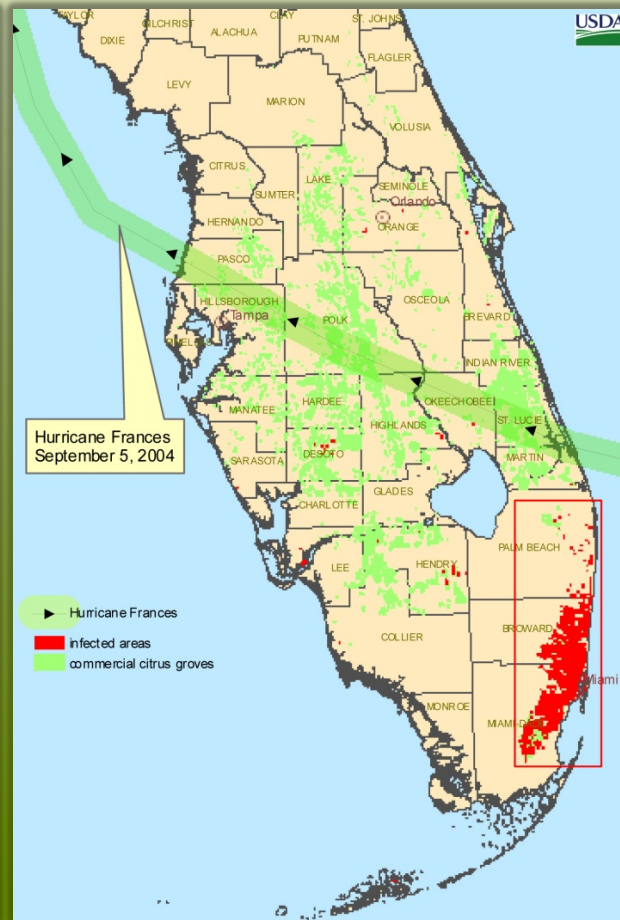 TAYLOR
GILCHRIST
CLAY
ST. JOHNS
USDA
DIXIE
ALACHUA
PUTNAM
FLAGLER
LEVY
MARION
VOLUSIA
CITRUS
LAKE
SUMTER
SEMINOLE
Orlando
HERNANDO
ORANGE
PASCO
OSCEOLA
HILLSBOROUGH
POLK
BREVARD
Tampa
INDIAN RIVER
MANATEE
HARDEE
HIGHLANDS
OKEECHOBEE
ST. LUCIE
Hurricane Frances
September 5, 2004
SARASOTA
DESOTO
MARTIN
CHARLOTTE
GLADES
LEE
HENDRY
PALM BEACH
Hurricane Frances
infected areas
commercial citrus groves
COLLIER
BROWARD
Miami
MONROE